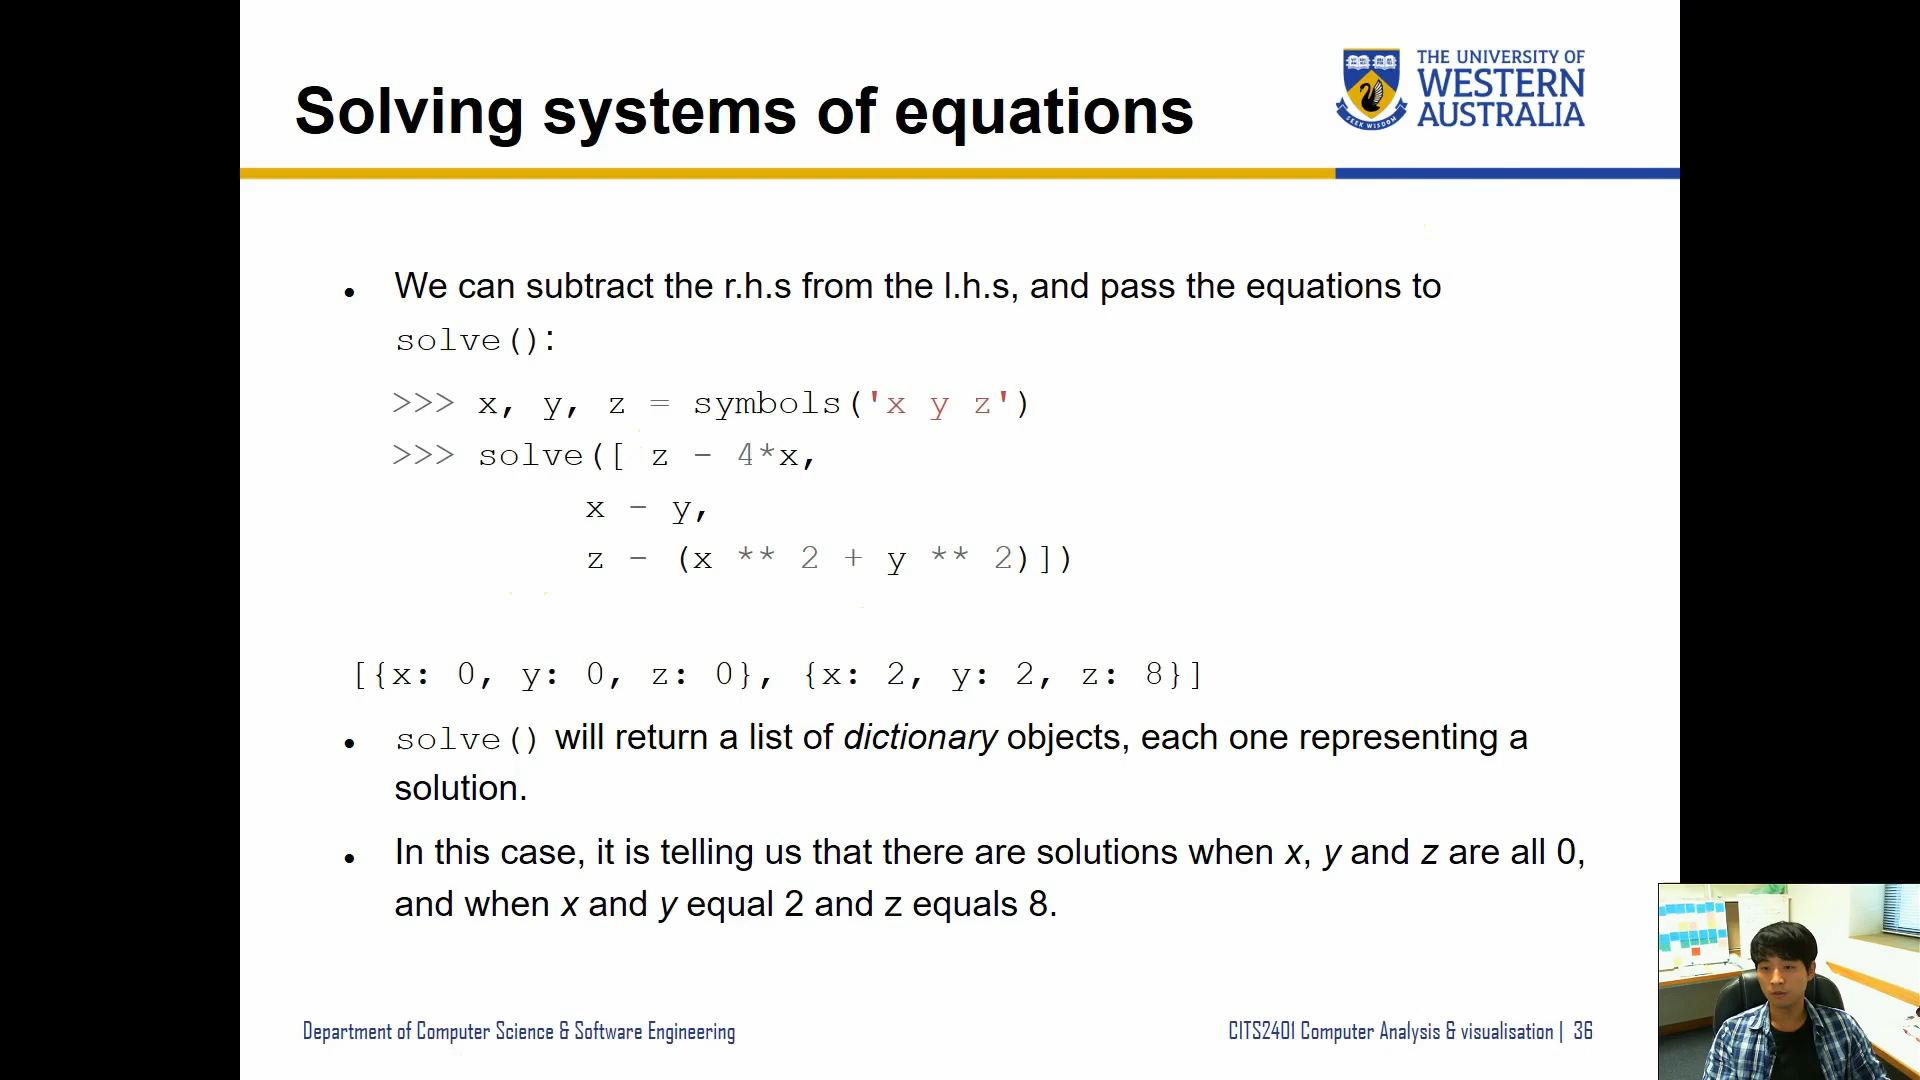 Solving systems of equations
THE UNIVERSITY OF
WESTERN
AUSTRALIA
SEEK WISDOM
• We can subtract the r.h.s from the l.h.s, and pass the equations to
solve():
>>> x, y, z = symbols('x y z')
>>> solve([ z - 4*x,
x - y,
z - (x ** 2 + y ** 2)])
[{x: 0, y: 0, z: 0}, {x: 2, y: 2, z: 8}]
• solve() will return a list of dictionary objects, each one representing a
solution.
• In this case, it is telling us that there are solutions when x, y and z are all 0,
and when x and y equal 2 and z equals 8.
Department of Computer Science & Software Engineering
CITS2401 Computer Analysis & visualisation | 36